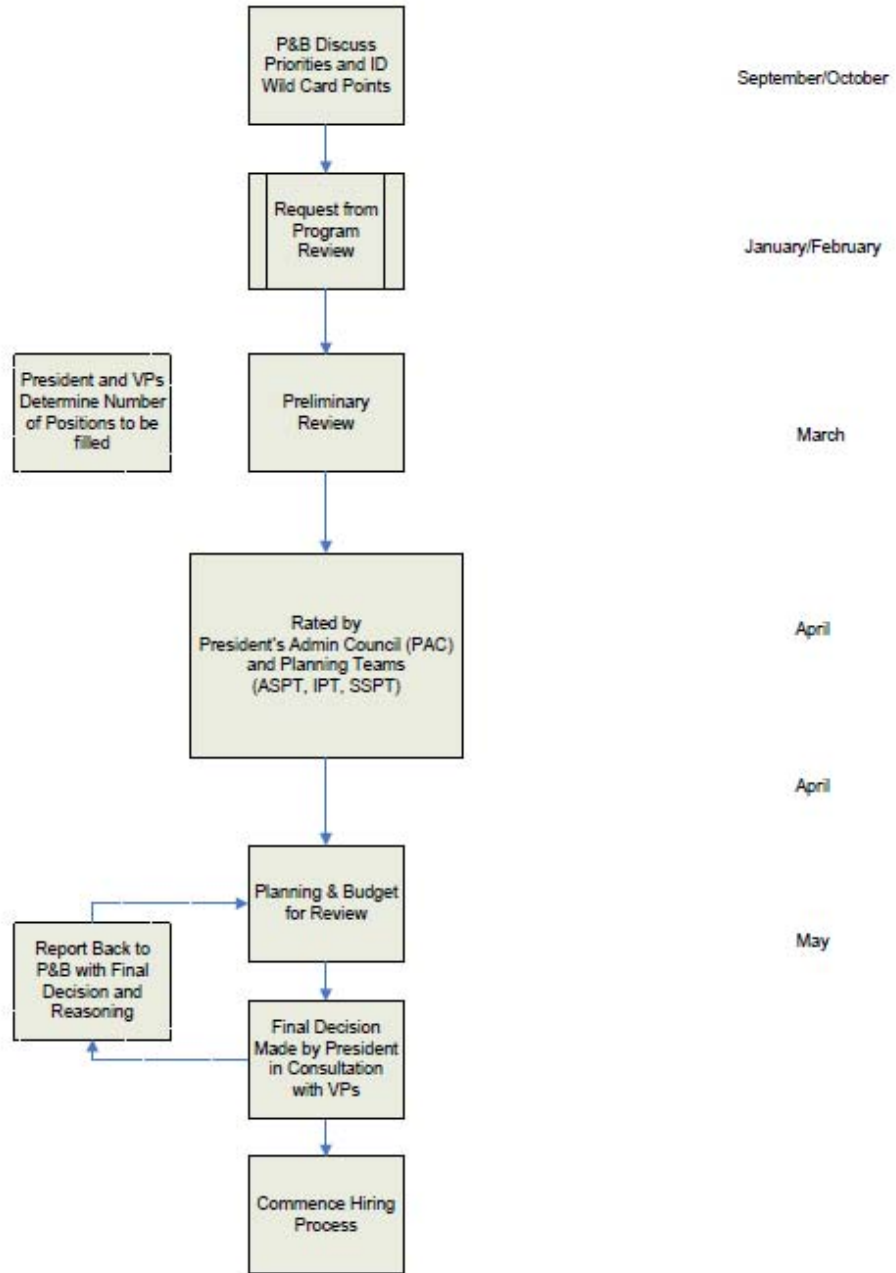 P&B Discuss
Priorities and ID
Wild Card Points
September/October
Request from
Program
Review
January/February
President and VPs
Determine Number
of Positions to be
filled
Preliminary
Review
March
Rated by
President's Admin Council (PAC)
and Planning Teams
(ASPT, IPT, SSPT)
April
April
Planning & Budget
for Review
May
Report Back to
P&B with Final
Decision and
Reasoning
Final Decision
Made by President
in Consultation
with VPs
Commence Hiring
Process